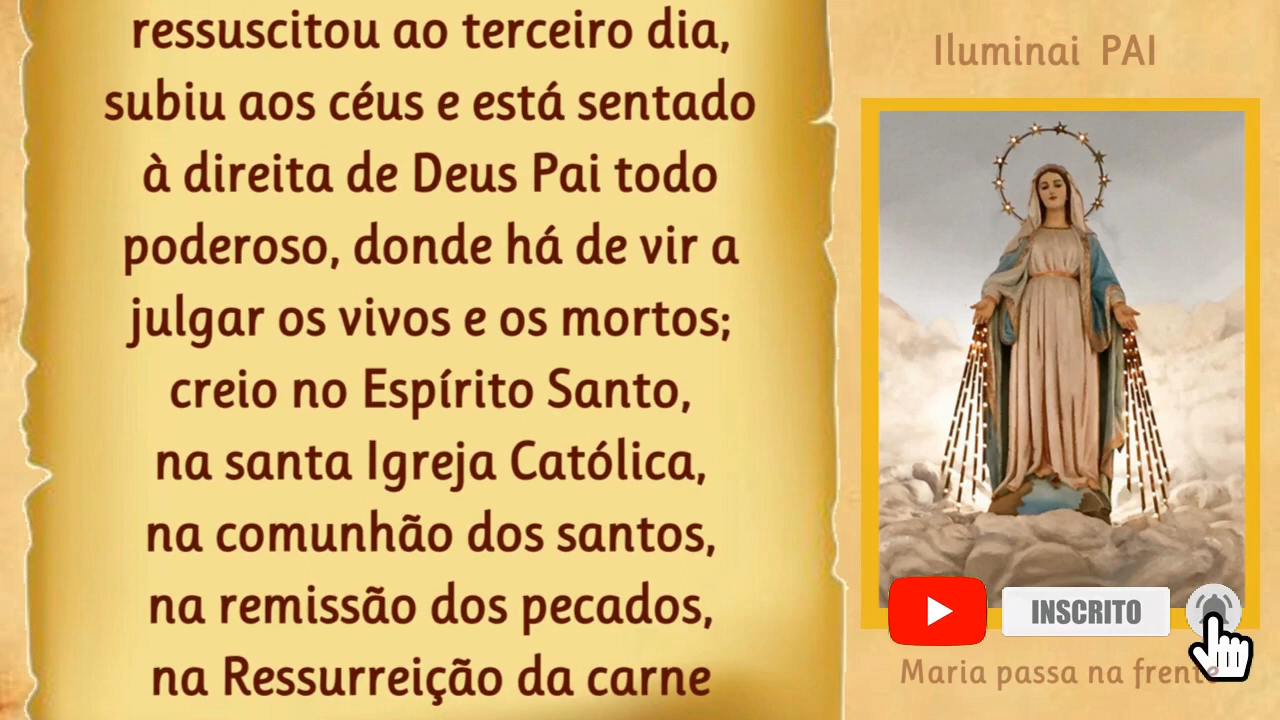 ressuscitou ao terceiro dia,
subiu aos céus e está sentado
à direita de Deus Pai todo
poderoso, donde há de vir a
julgar os vivos e os mortos;
creio no Espírito Santo,
na santa Igreja Católica,
na comunhão dos santos,
na remissão dos pecados,
na Ressurreição da carne
Iluminai PAI
INSCRITO
Maria passa na frente